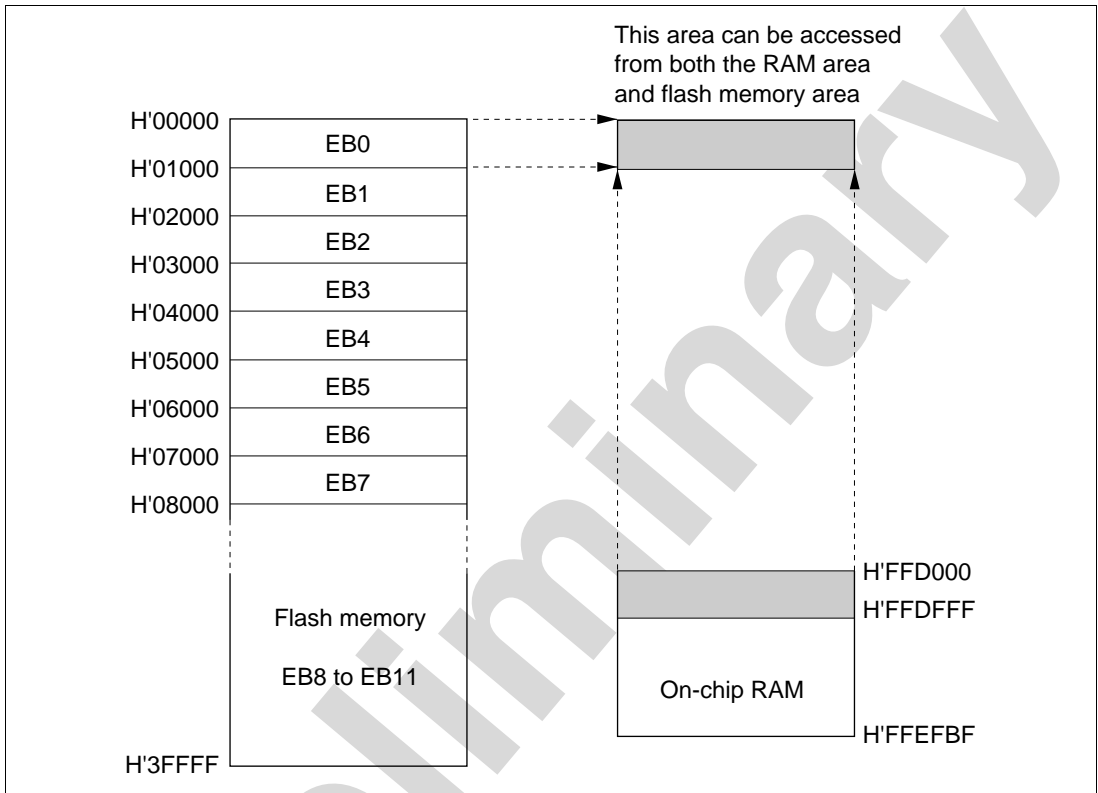 This area can be accessed
from both the RAM area
and flash memory area
H'00000
EB0
H'01000
EB1
H'02000
EB2
H'03000
EB3
H'04000
EB4
H'05000
EB5
H'06000
EB6
H'07000
EB7
H'08000
Flash memory
EB8 to EB11
H'3FFFF
H'FFD000
H'FFDFFF
On-chip RAM
H'FFEFBF
eliminary